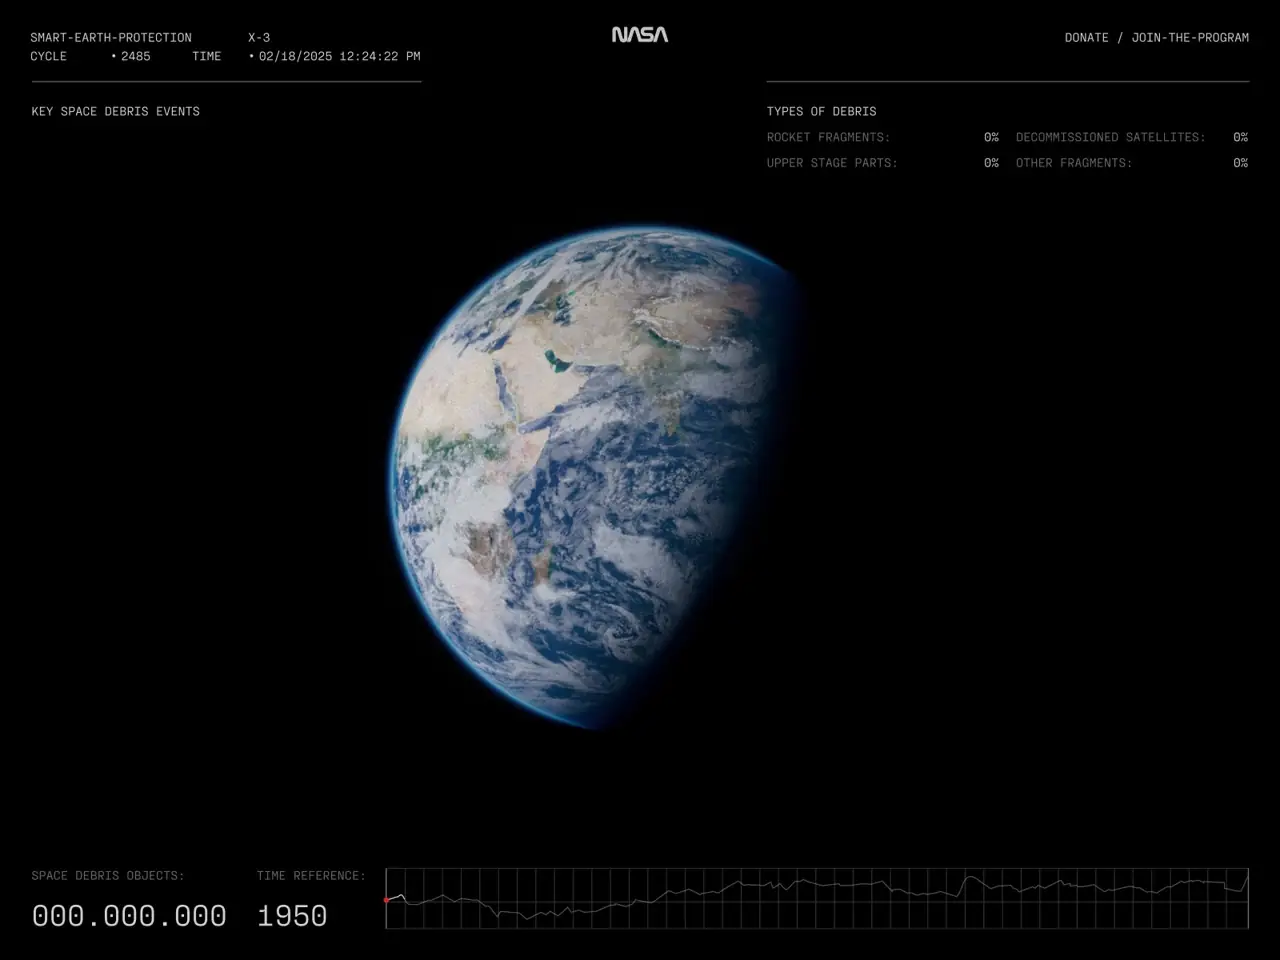 SMART-EARTH-PROTECTION X-3
CYCLE • 2485 TIME • 02/18/2025 12:24:22 PM
NASA
DONATE / JOIN-THE-PROGRAM
KEY SPACE DEBRIS EVENTS
TYPES OF DEBRIS
ROCKET FRAGMENTS: 0% DECOMMISSIONED SATELLITES: 0%
UPPER STAGE PARTS: 0% OTHER FRAGMENTS: 0%
SPACE DEBRIS OBJECTS: TIME REFERENCE:
000.000.000 1950